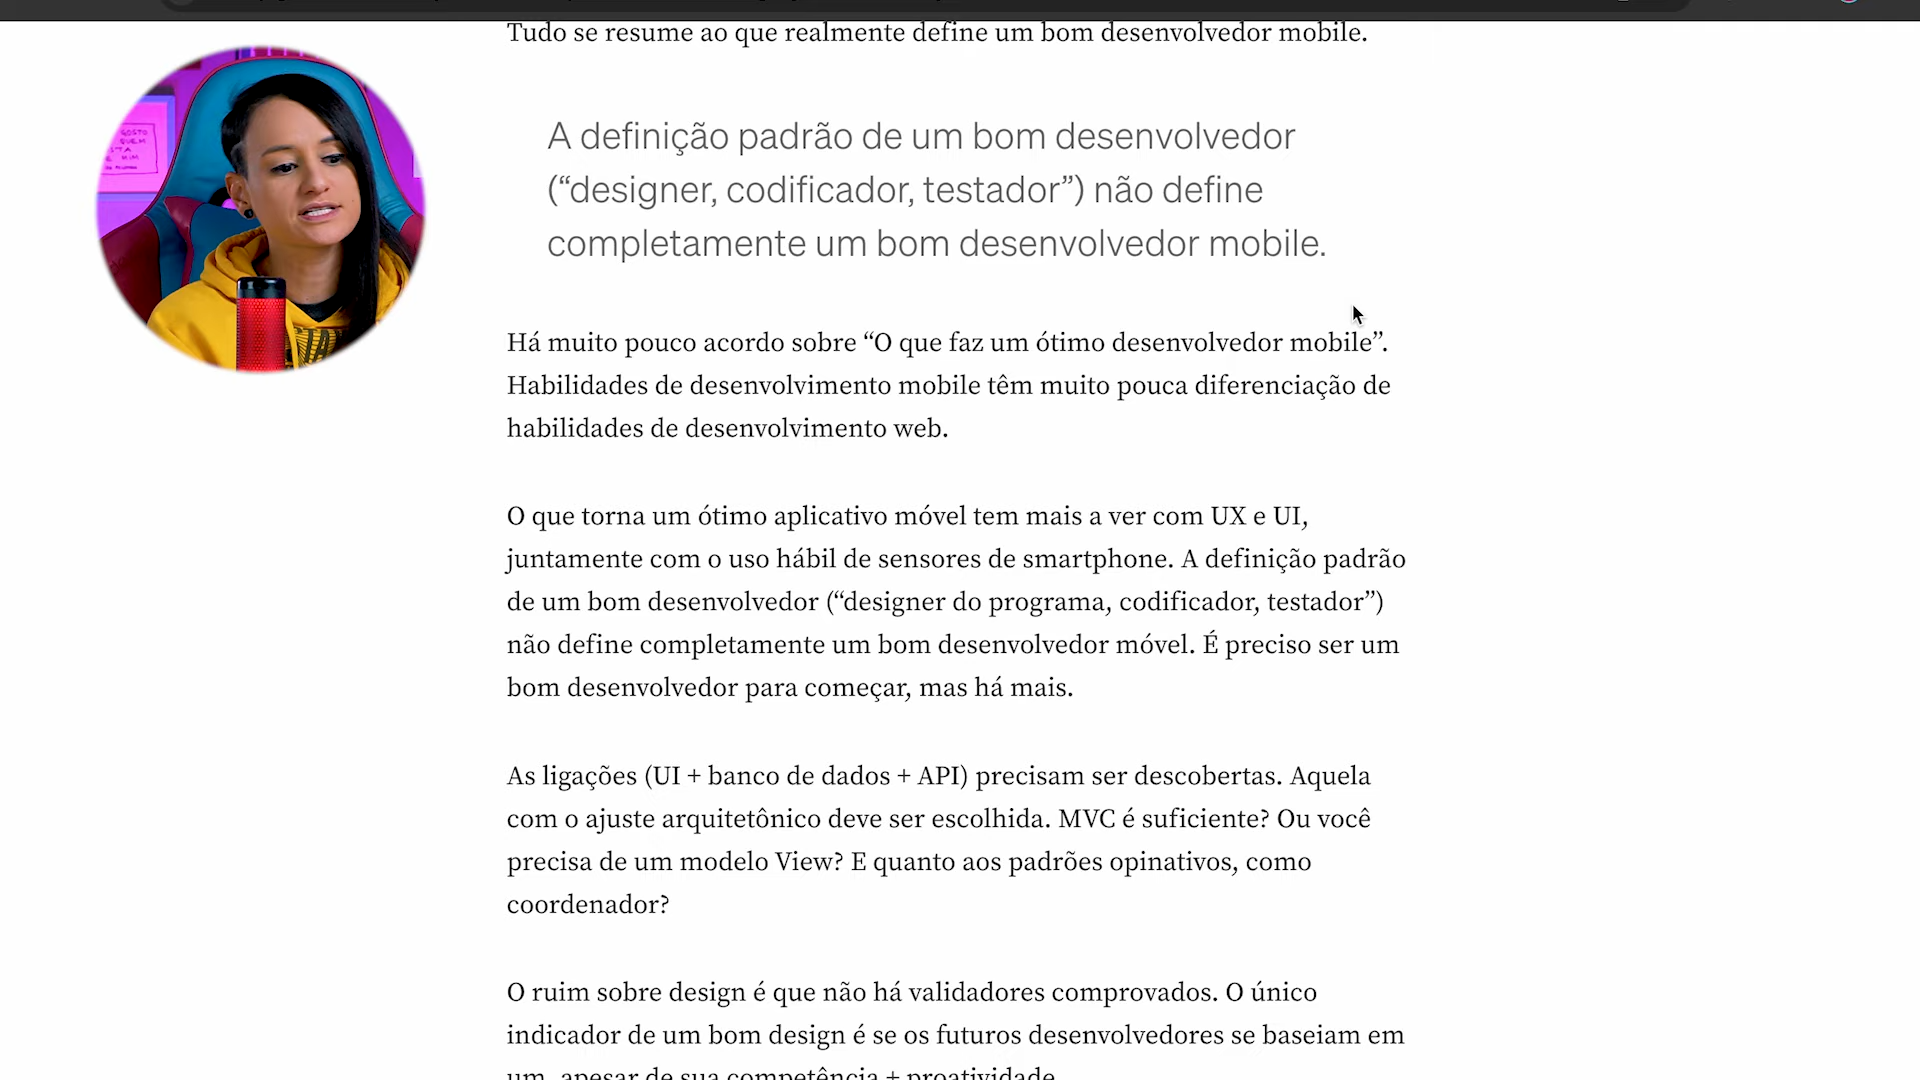 Tudo se resume ao que realmente define um bom desenvolvedor mobile.
A definição padrão de um bom desenvolvedor
(“designer, codificador, testador”) não define
completamente um bom desenvolvedor mobile.
Há muito pouco acordo sobre “O que faz um ótimo desenvolvedor mobile”.
Habilidades de desenvolvimento mobile têm muito pouca diferenciação de
habilidades de desenvolvimento web.
O que torna um ótimo aplicativo móvel tem mais a ver com UX e UI,
juntamente com o uso hábil de sensores de smartphone. A definição padrão
de um bom desenvolvedor (“designer do programa, codificador, testador”)
não define completamente um bom desenvolvedor móvel. É preciso ser um
bom desenvolvedor para começar, mas há mais.
As ligações (UI + banco de dados + API) precisam ser descobertas. Aquela
com o ajuste arquitetônico deve ser escolhida. MVC é suficiente? Ou você
precisa de um modelo View? E quanto aos padrões opinativos, como
coordenador?
O ruim sobre design é que não há validadores comprovados. O único
indicador de um bom design é se os futuros desenvolvedores se baseiam em
um, apesar de sua competência + proatividade.